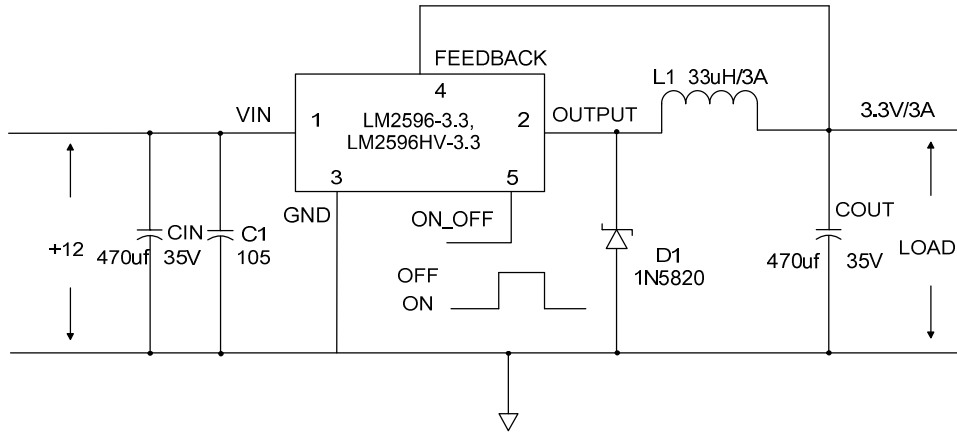 FEEDBACK
4
L1 33uH/3A
VIN
1
LM2596-3.3,
LM2596HV-3.3
2
OUTPUT
3.3V/3A
3
5
GND
ON_OFF
+12
CIN
470uf 35V
C1
105
OFF
ON
D1
1N5820
COUT
470uf 35V
LOAD